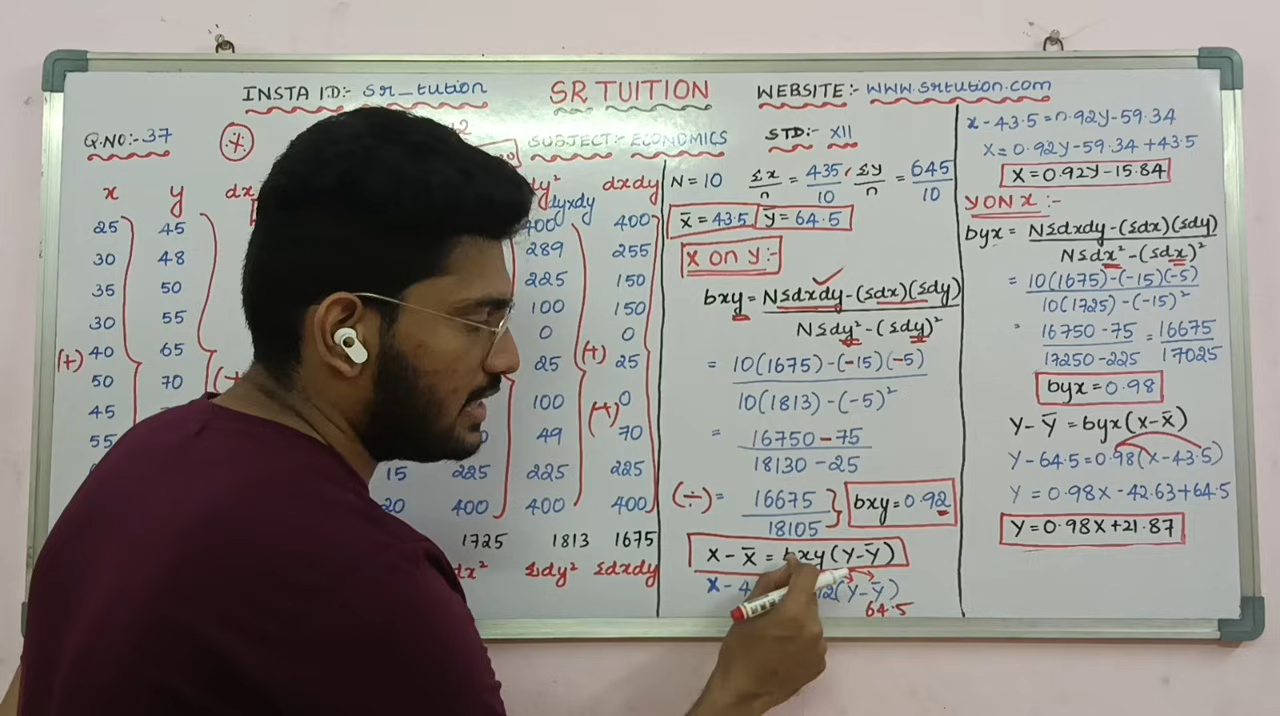 INSTA ID:- sr_tution SR TUITION WEBSITE:- www.srtution.com
Q.NO:-37 SUBJECT:- ECONOMICS STD:- XII
x y dx dy² dxdy
dyxdy
25 45 400 400
30 48 289 255
35 50 225 150
30 55 100 150
(+) 40 65 0 0
50 70 25 (+) 25
45 100 (+) 0
55 49 70
15 225 225 225
20 400 400 400
1725 1813 1675
dx² Σdy² Σdxdy
N = 10 Σx/n = 435/10, Σy/n = 645/10
x̄ = 43.5 ȳ = 64.5
X on Y:-
bxy = NΣdxdy-(Σdx)(Σdy) / NΣdy² - (Σdy)²
= 10(1675)-(-15)(-5) / 10(1813)-(-5)²
= 16750-75 / 18130-25
(÷) = 16675 / 18105 } bxy=0.92
X - X̄ = bxy(Y-Ȳ)
X - 4 2(Y-Ȳ)
64.5
x-43.5=0.92y-59.34
X=0.92y-59.34+43.5
X=0.92Y-15.84
Y ON X:-
byx = NΣdxdy-(Σdx)(Σdy) / NΣdx²-(Σdx)²
= 10(1675)-(-15)(-5) / 10(1725)-(-15)²
= 16750-75 / 17250-225 = 16675 / 17025
byx=0.98
Y-Ȳ=byx(X-X̄)
Y-64.5=0.98(X-43.5)
Y=0.98X-42.63+64.5
Y=0.98X+21.87